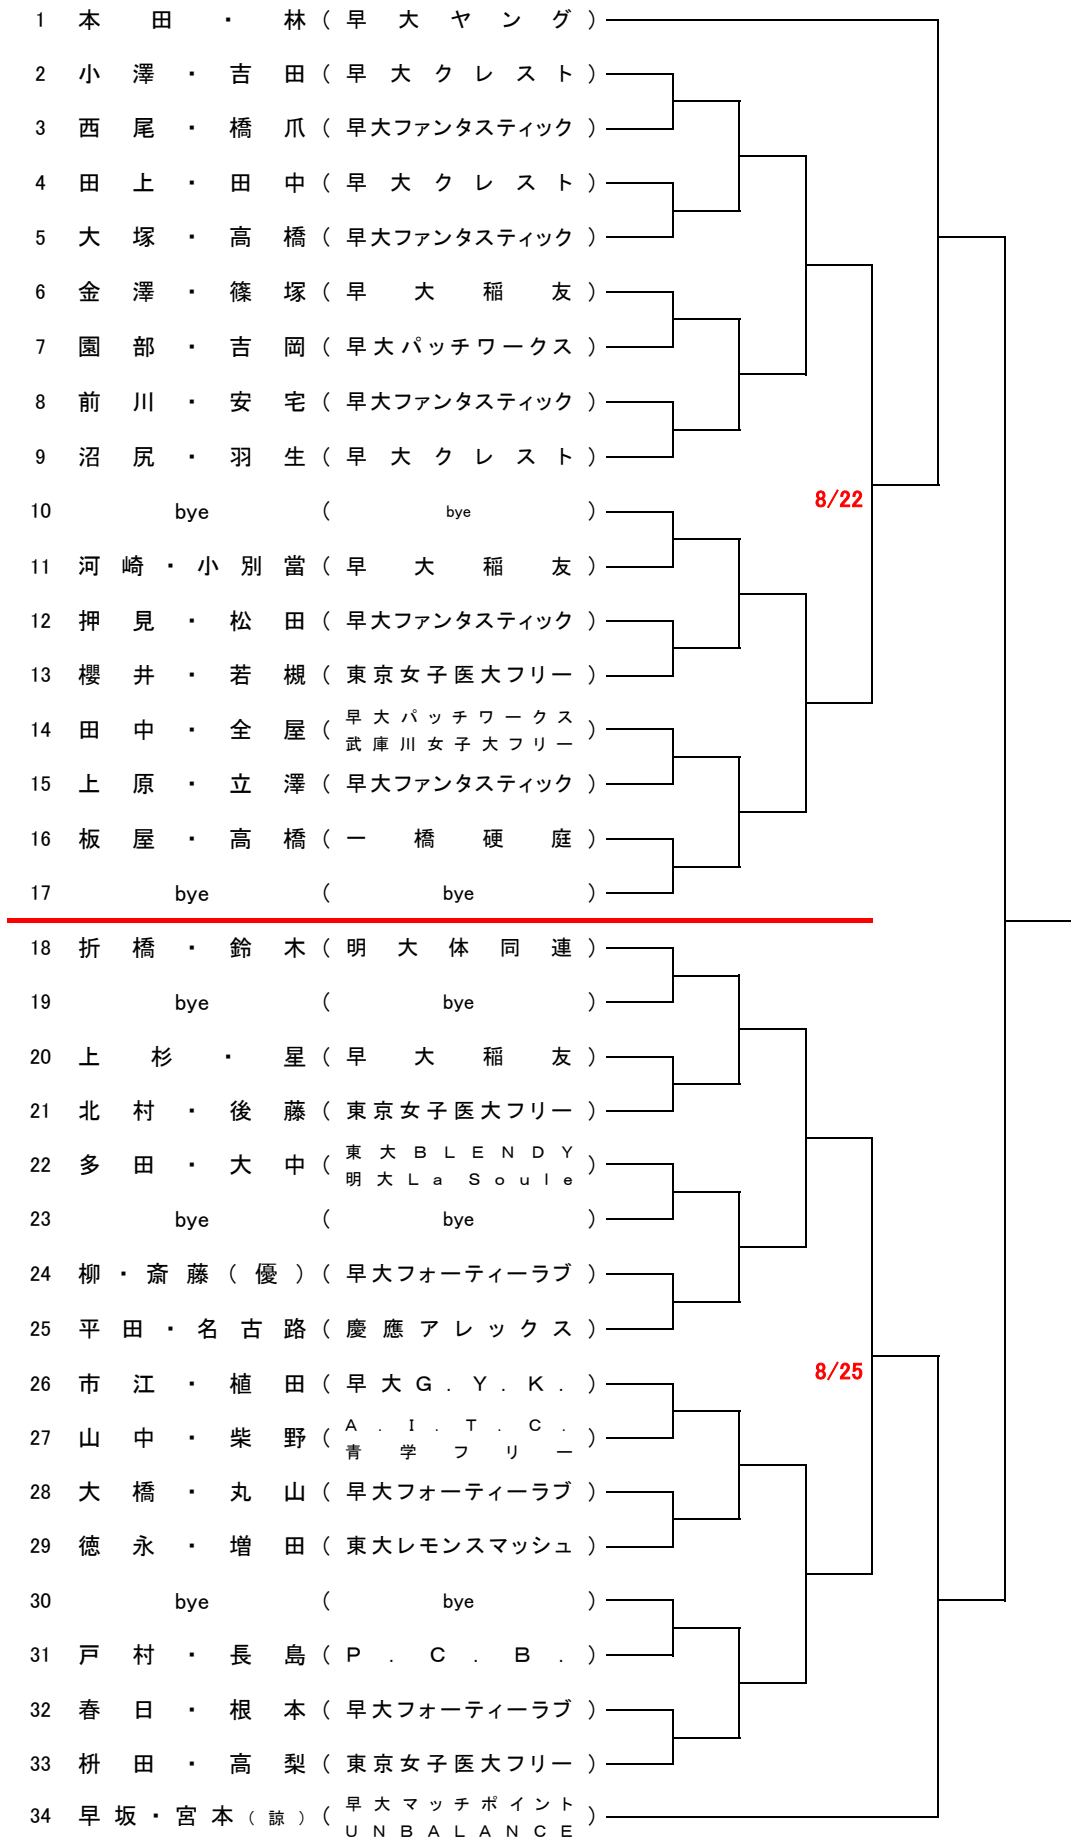 1 本田・林(早大ヤング)
2 小澤・吉田(早大クレスト)
3 西尾・橋爪(早大ファンタスティック)
4 田上・田中(早大クレスト)
5 大塚・高橋(早大ファンタスティック)
6 金澤・篠塚(早大稲友)
7 園部・吉岡(早大パッチワークス)
8 前川・安宅(早大ファンタスティック)
9 沼尻・羽生(早大クレスト)
8/22
10 bye(bye)
11 河崎・小別當(早大稲友)
12 押見・松田(早大ファンタスティック)
13 櫻井・若槻(東京女子医大フリー)
14 田中・全屋(早大パッチワークス
武庫川女子大フリー)
15 上原・立澤(早大ファンタスティック)
16 板屋・高橋(一橋硬庭)
17 bye(bye)
18 折橋・鈴木(明大体同連)
19 bye(bye)
20 上杉・星(早大稲友)
21 北村・後藤(東京女子医大フリー)
22 多田・大中(東大BLENDY
明大La Soule)
23 bye(bye)
24 柳・斎藤(優)(早大フォーティーラブ)
25 平田・名古路(慶應アレックス)
8/25
26 市江・植田(早大G.Y.K.)
27 山中・柴野(A.I.T.C.
青学フリー)
28 大橋・丸山(早大フォーティーラブ)
29 徳永・増田(東大レモンスマッシュ)
30 bye(bye)
31 戸村・長島(P.C.B.)
32 春日・根本(早大フォーティーラブ)
33 枡田・高梨(東京女子医大フリー)
34 早坂・宮本(諒)(早大マッチポイント
UNBALANCE)